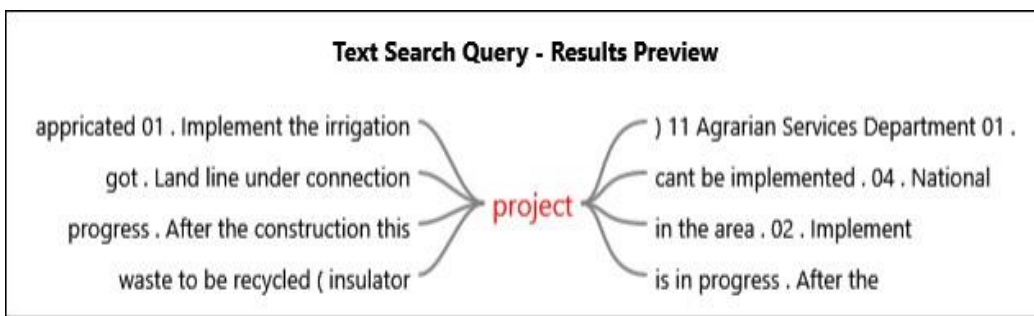 Text Search Query - Results Preview
appricated 01 . Implement the irrigation
got . Land line under connection
progress . After the construction this
waste to be recycled ( insulator
project
) 11 Agrarian Services Department 01 .
cant be implemented . 04 . National
in the area . 02 . Implement
is in progress . After the